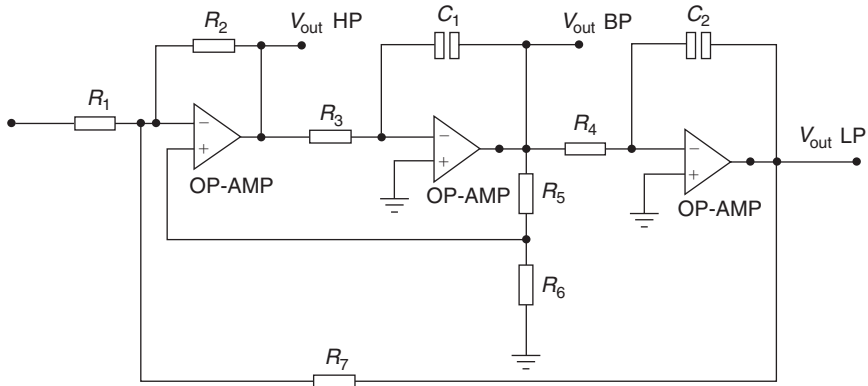 R2
Vout HP
C1
Vout BP
C2
R1
R3
R4
Vout LP
−
+
OP-AMP
−
+
OP-AMP
−
+
OP-AMP
R5
R6
R7